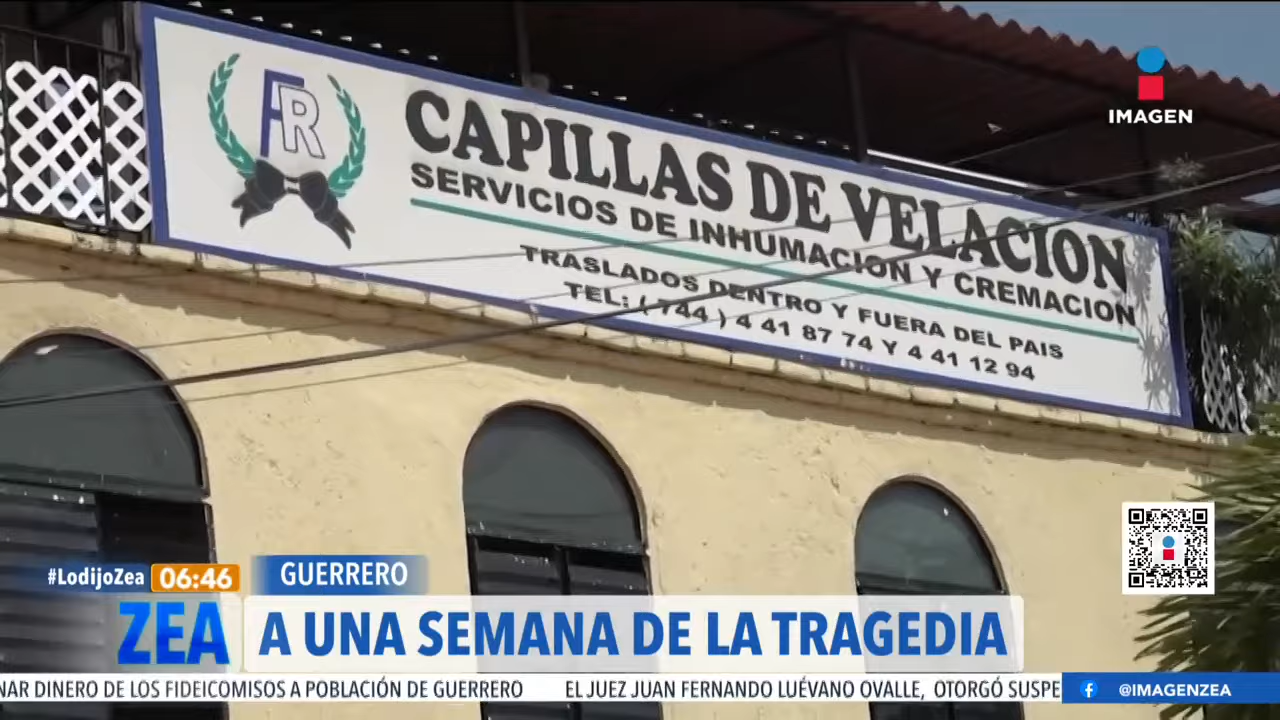 IMAGEN
FR
CAPILLAS DE VELACION
SERVICIOS DE INHUMACION Y CREMACION
TRASLADOS DENTRO Y FUERA DEL PAIS
TEL: ( 744 ) 4 41 87 74 Y 4 41 12 94
#LodijoZea 06:46 GUERRERO
ZEA A UNA SEMANA DE LA TRAGEDIA
NAR DINERO DE LOS FIDEICOMISOS A POBLACIÓN DE GUERRERO EL JUEZ JUAN FERNANDO LUÉVANO OVALLE, OTORGÓ SUSPE @IMAGENZEA